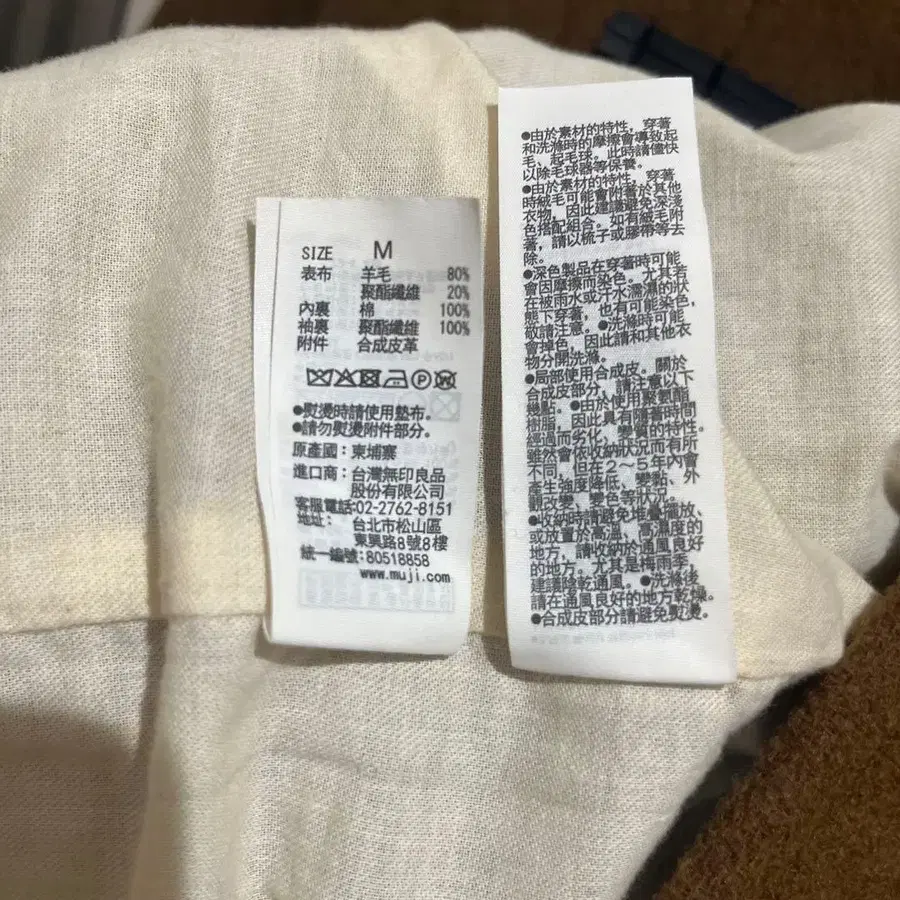 SIZE M
表布 羊毛 80%
聚酯纖維 20%
內裏 棉 100%
袖裏 聚酯纖維 100%
附件 合成皮革
●熨燙時請使用墊布。
●請勿熨燙附件部分。
原產國：柬埔寨
進口商：台灣無印良品
股份有限公司
客服電話:02-2762-8151
地址： 台北市松山區
東興路8號8樓
統一編號:80518858
www.muji.com
●由於素材的特性，穿著
和洗滌時的摩擦會導致起
毛、起毛球。此時請儘快
以除毛球器等保養。
●由於素材的特性，穿著
時絨毛可能會附著於其他
衣物，因此建議避免深淺
色搭配組合。如有絨毛附
著，請以梳子或膠帶等去
除。
●深色製品在穿著時可能
會因摩擦而染色。尤其若
在被雨水或汗水濡濕的狀
態下穿著，也有可能染色，
敬請注意。●洗滌時可能
會掉色，因此請和其他衣
物分開洗滌。
●局部使用合成皮。關於
合成皮部分，請注意以下
幾點。●由於使用聚氨酯
樹脂，因此具有隨著時間
經過而劣化、變質的特性。
雖然會依收納狀況而有所
不同，但在2～5年內會
產生強度降低、變黏、外
觀改變、變色等狀況。
●收納時請避免堆疊擺放、
或放置於高溫、高濕度的
地方，請收納於通風良好
的地方。尤其是梅雨季，
建議陰乾通風。●洗滌後
請在通風良好的地方乾燥。
●合成皮部分請避免熨燙。